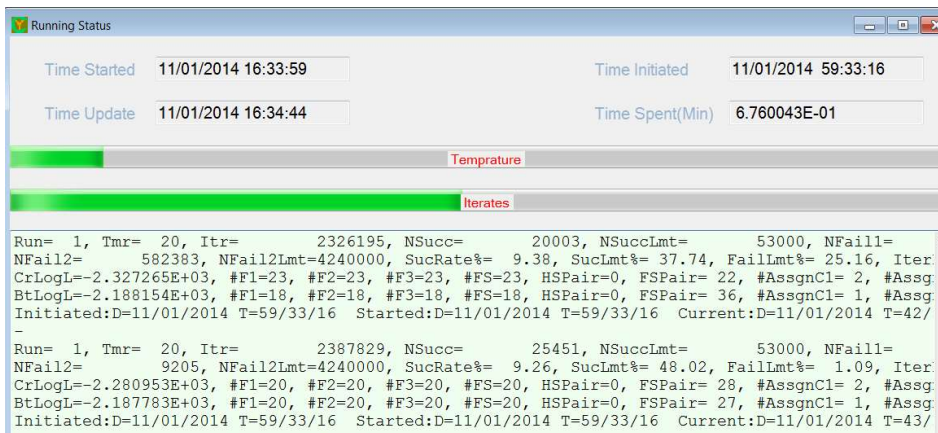 Running Status
Time Started 11/01/2014 16:33:59 Time Initiated 11/01/2014 59:33:16
Time Update 11/01/2014 16:34:44 Time Spent(Min) 6.760043E-01
Temprature
Iterates
Run= 1, Tmr= 20, Itr= 2326195, NSucc= 20003, NSuccLmt= 53000, NFail1=
NFail2= 582383, NFail2Lmt=4240000, SucRate%= 9.38, SucLmt%= 37.74, FailLmt%= 25.16, Iter
CrLogL=-2.327265E+03, #F1=23, #F2=23, #F3=23, #FS=23, HSPair=0, FSPair= 22, #AssgnC1= 2, #Assg
BtLogL=-2.188154E+03, #F1=18, #F2=18, #F3=18, #FS=18, HSPair=0, FSPair= 36, #AssgnC1= 1, #Assg
Initiated:D=11/01/2014 T=59/33/16 Started:D=11/01/2014 T=59/33/16 Current:D=11/01/2014 T=42/
-
Run= 1, Tmr= 20, Itr= 2387829, NSucc= 25451, NSuccLmt= 53000, NFail1=
NFail2= 9205, NFail2Lmt=4240000, SucRate%= 9.26, SucLmt%= 48.02, FailLmt%= 1.09, Iter
CrLogL=-2.280953E+03, #F1=20, #F2=20, #F3=20, #FS=20, HSPair=0, FSPair= 28, #AssgnC1= 2, #Assg
BtLogL=-2.187783E+03, #F1=20, #F2=20, #F3=20, #FS=20, HSPair=0, FSPair= 27, #AssgnC1= 1, #Assg
Initiated:D=11/01/2014 T=59/33/16 Started:D=11/01/2014 T=59/33/16 Current:D=11/01/2014 T=43/